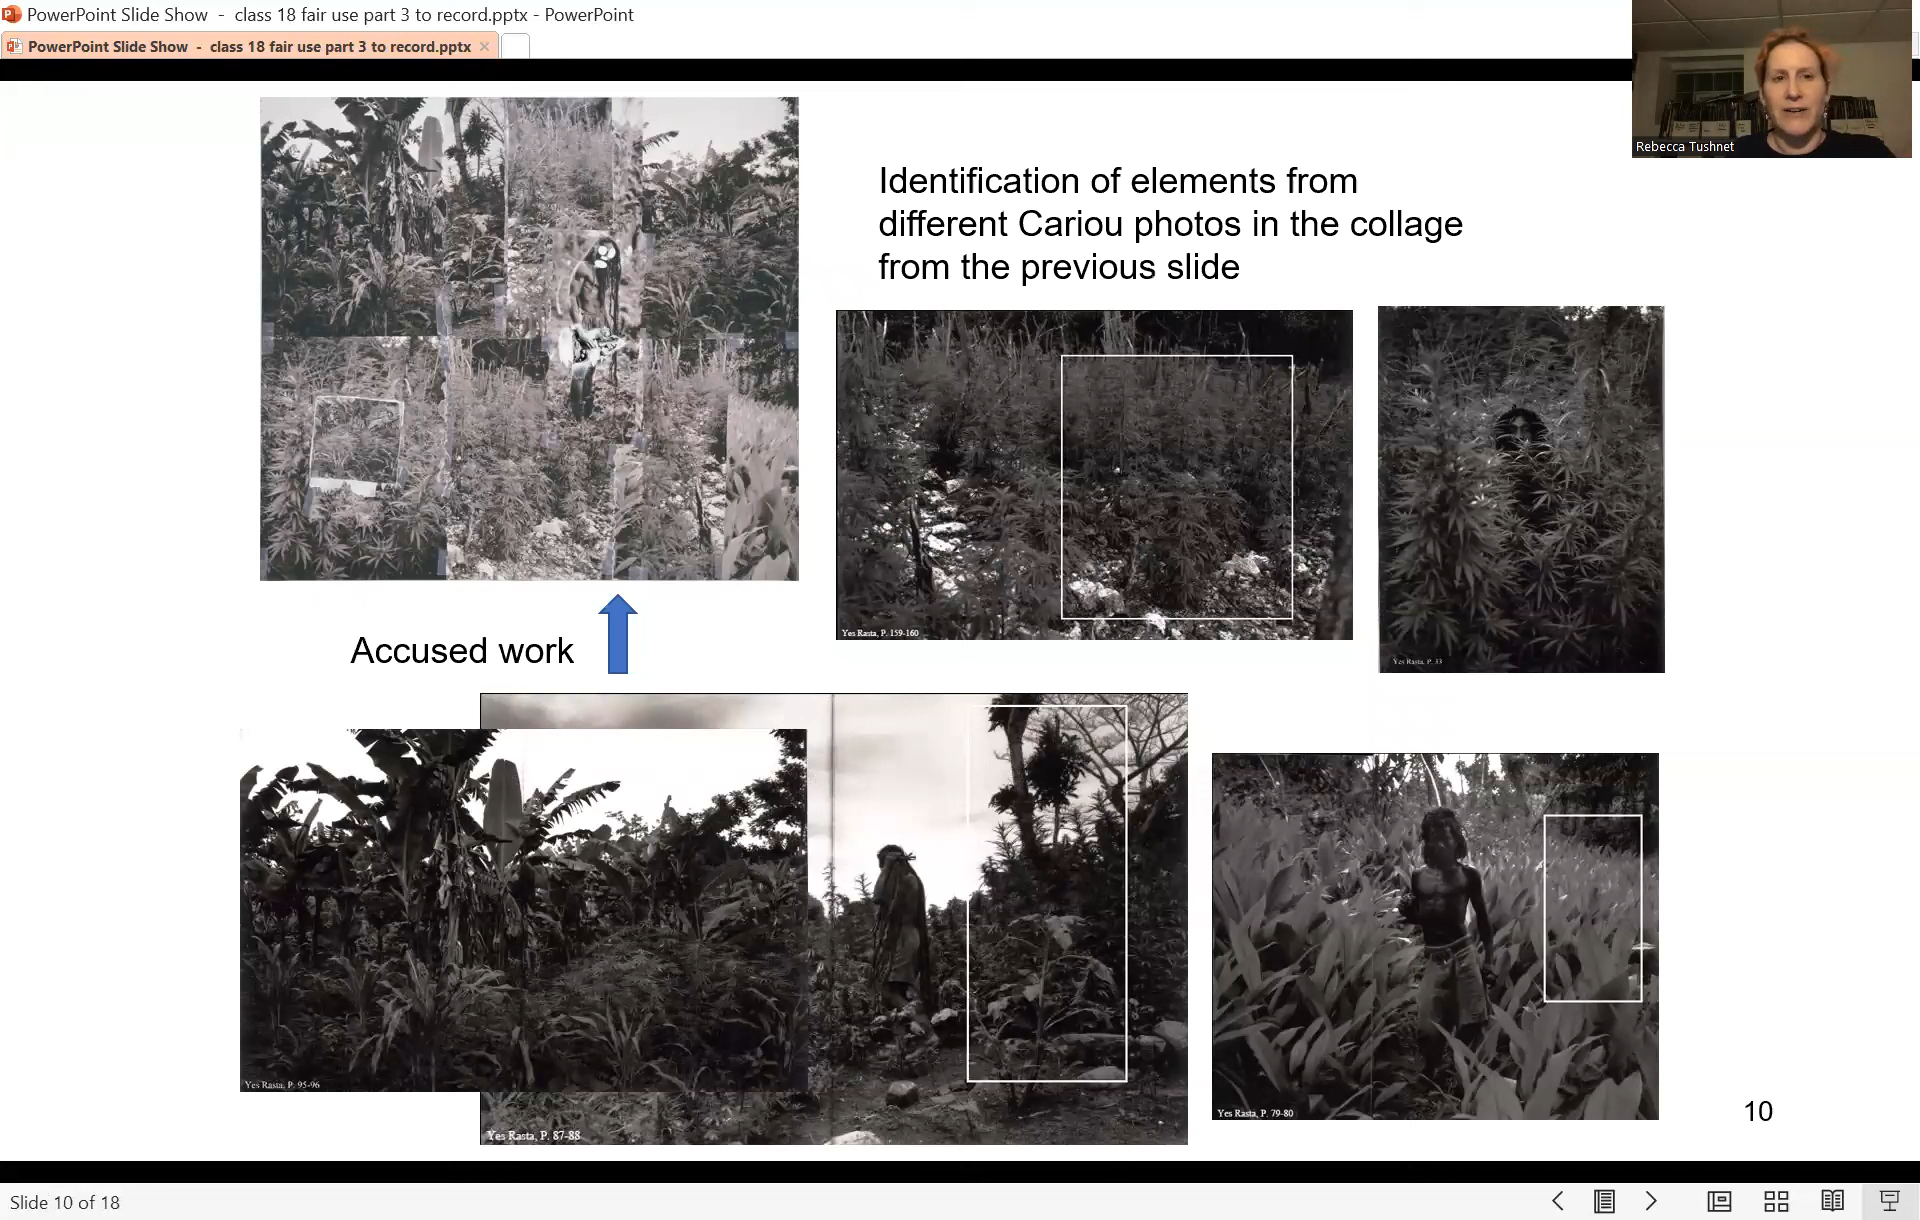 PowerPoint Slide Show - class 18 fair use part 3 to record.pptx - PowerPoint
PowerPoint Slide Show - class 18 fair use part 3 to record.pptx
Rebecca Tushnet
Identification of elements from
different Cariou photos in the collage
from the previous slide
Yes Rasta, P. 159-160
Yes Rasta, P. 33
Accused work
Yes Rasta, P. 95-96
Yes Rasta, P. 87-88
Yes Rasta, P. 79-80
10
Slide 10 of 18